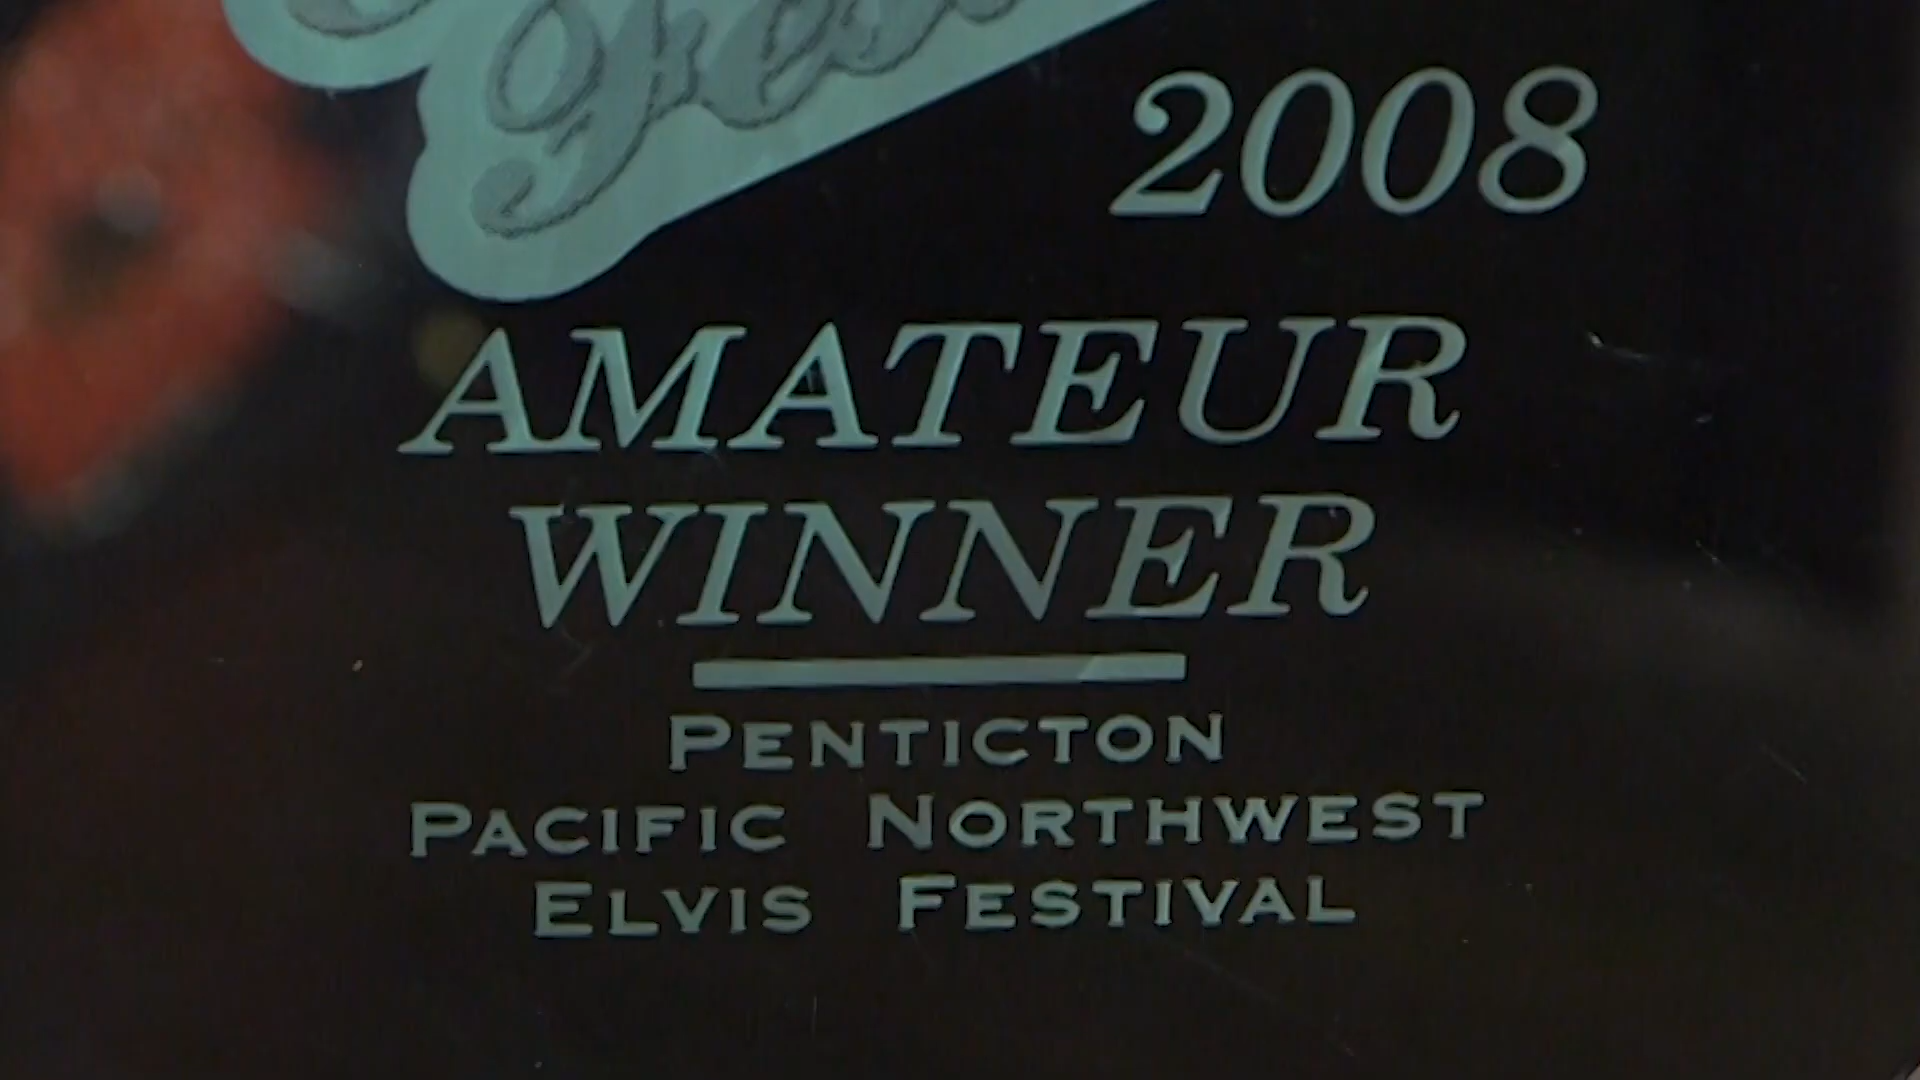 2008
AMATEUR
WINNER
PENTICTON
PACIFIC NORTHWEST
ELVIS FESTIVAL